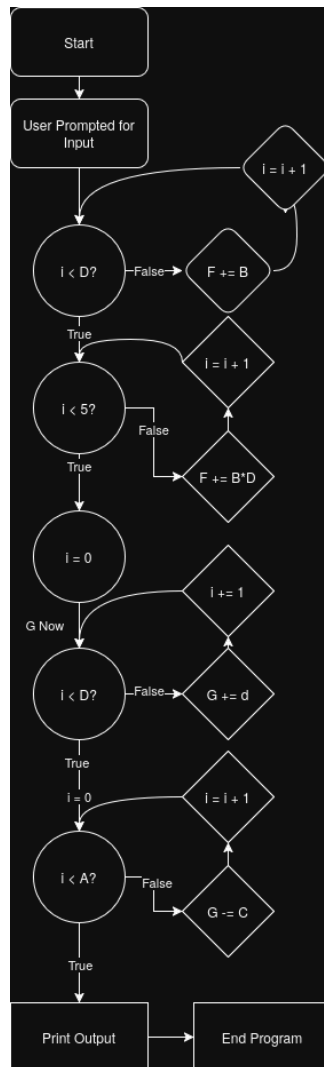 Start
User Prompted for
Input
i = i + 1
i < D?
False
F += B
True
i = i + 1
i < 5?
False
F += B*D
True
i = 0
i += 1
G Now
i < D?
False
G += d
True
i = 0
i = i + 1
i < A?
False
G -= C
True
Print Output
End Program